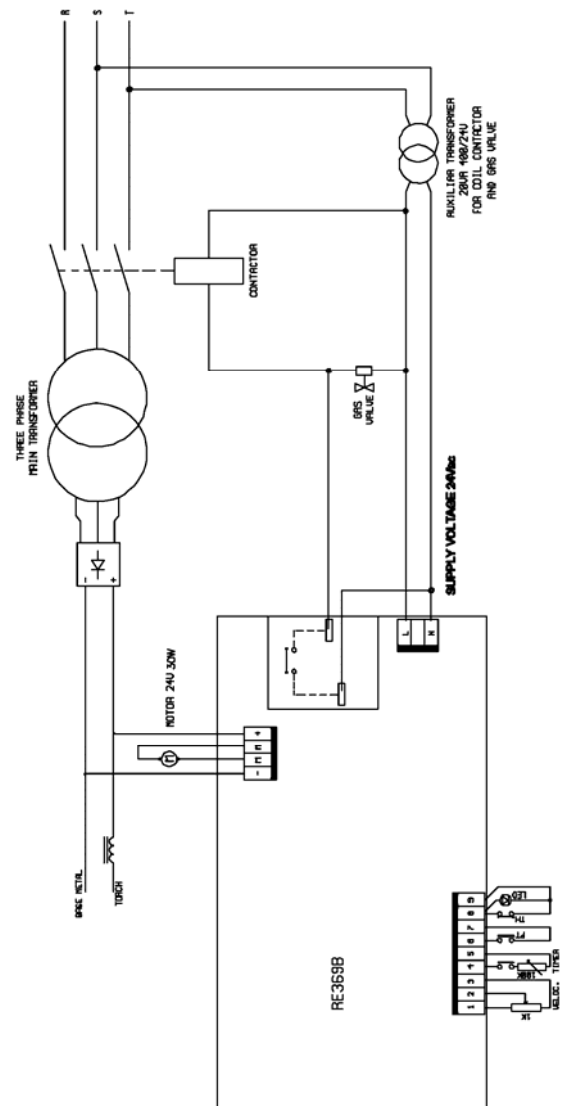 R
S
T
AUXILIAR TRANSFORMER
20VA 400/24V
FOR COIL CONTACTOR
AND GAS VALVE
CONTACTOR
THREE PHASE
MAIN TRANSFORMER
GAS
VALVE
SUPPLY VOLTAGE 24Vac
L
N
- +
MOTOR 24V 30W
M
+
M
M
-
BASE METAL
TORCH
RE369B
1 2 3 4 5 6 7 8 9
1K
VELOC.
100K
TIMER
PT
TH
LED